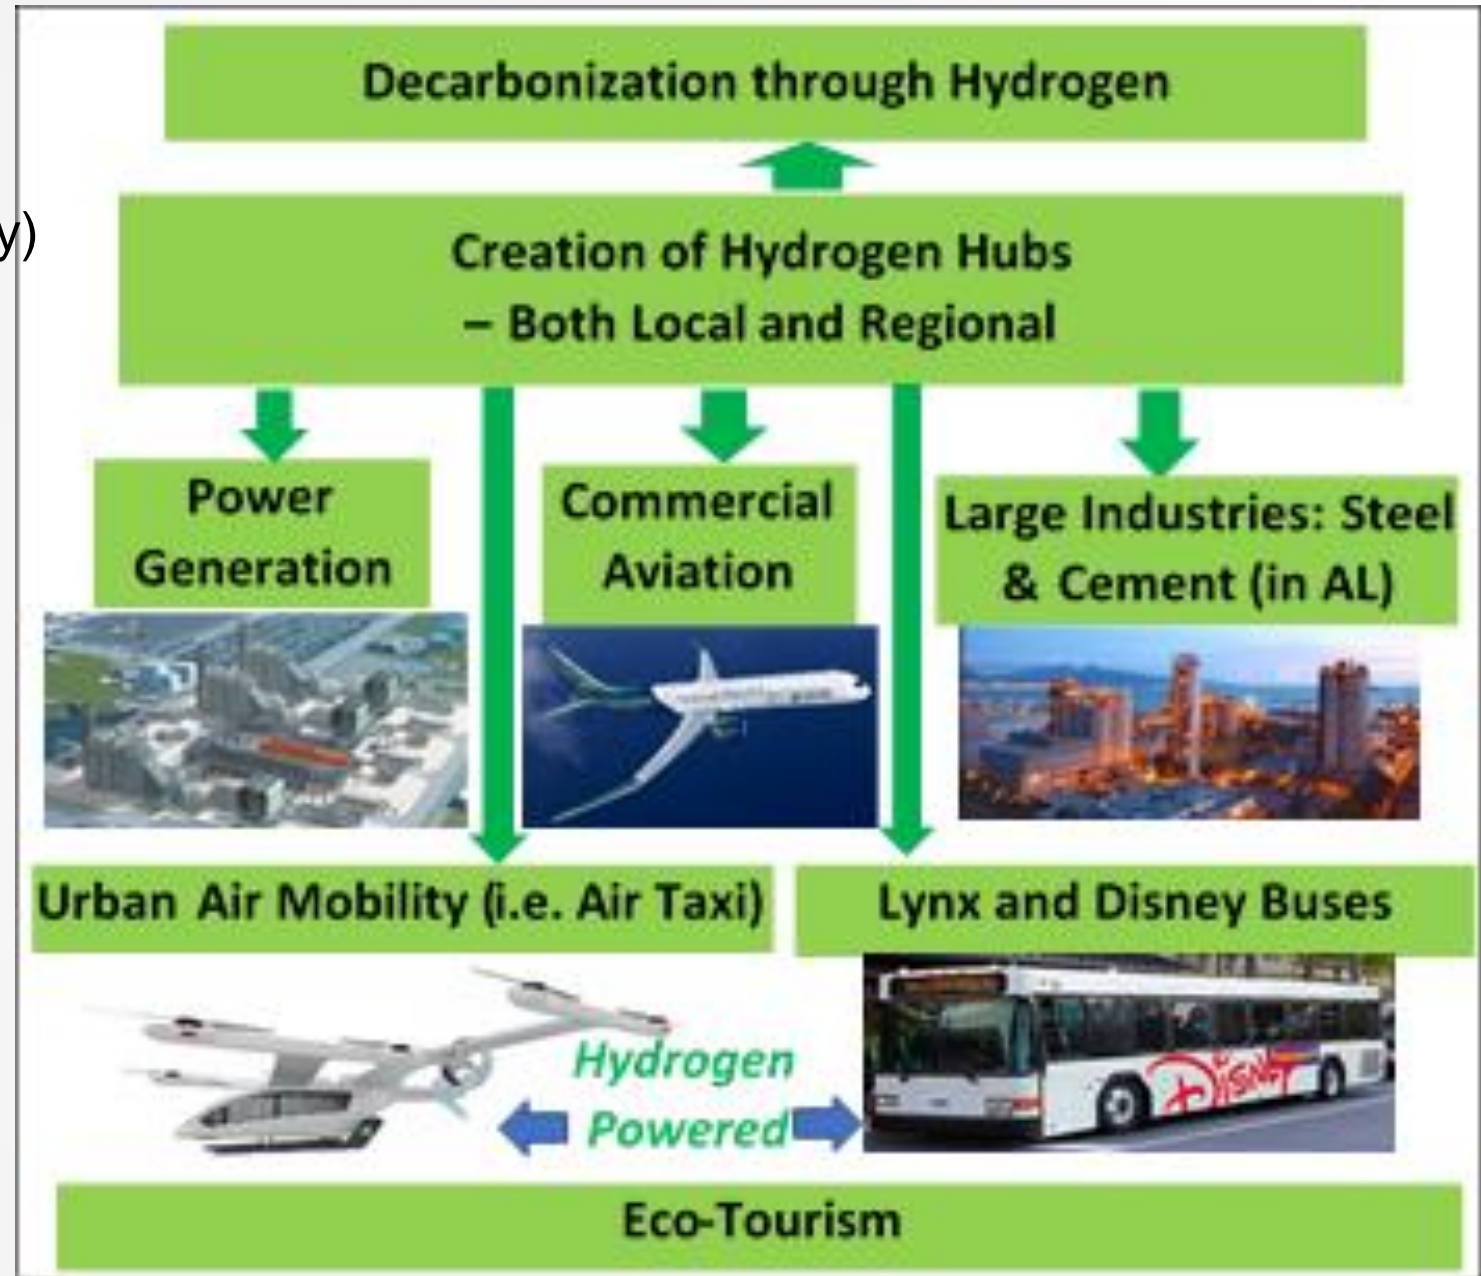 Decarbonization through Hydrogen
y)
Creation of Hydrogen Hubs
– Both Local and Regional
Power
Generation
Commercial
Aviation
Large Industries: Steel
& Cement (in AL)
Urban Air Mobility (i.e. Air Taxi)
Lynx and Disney Buses
Hydrogen
Powered
Disney
Eco-Tourism